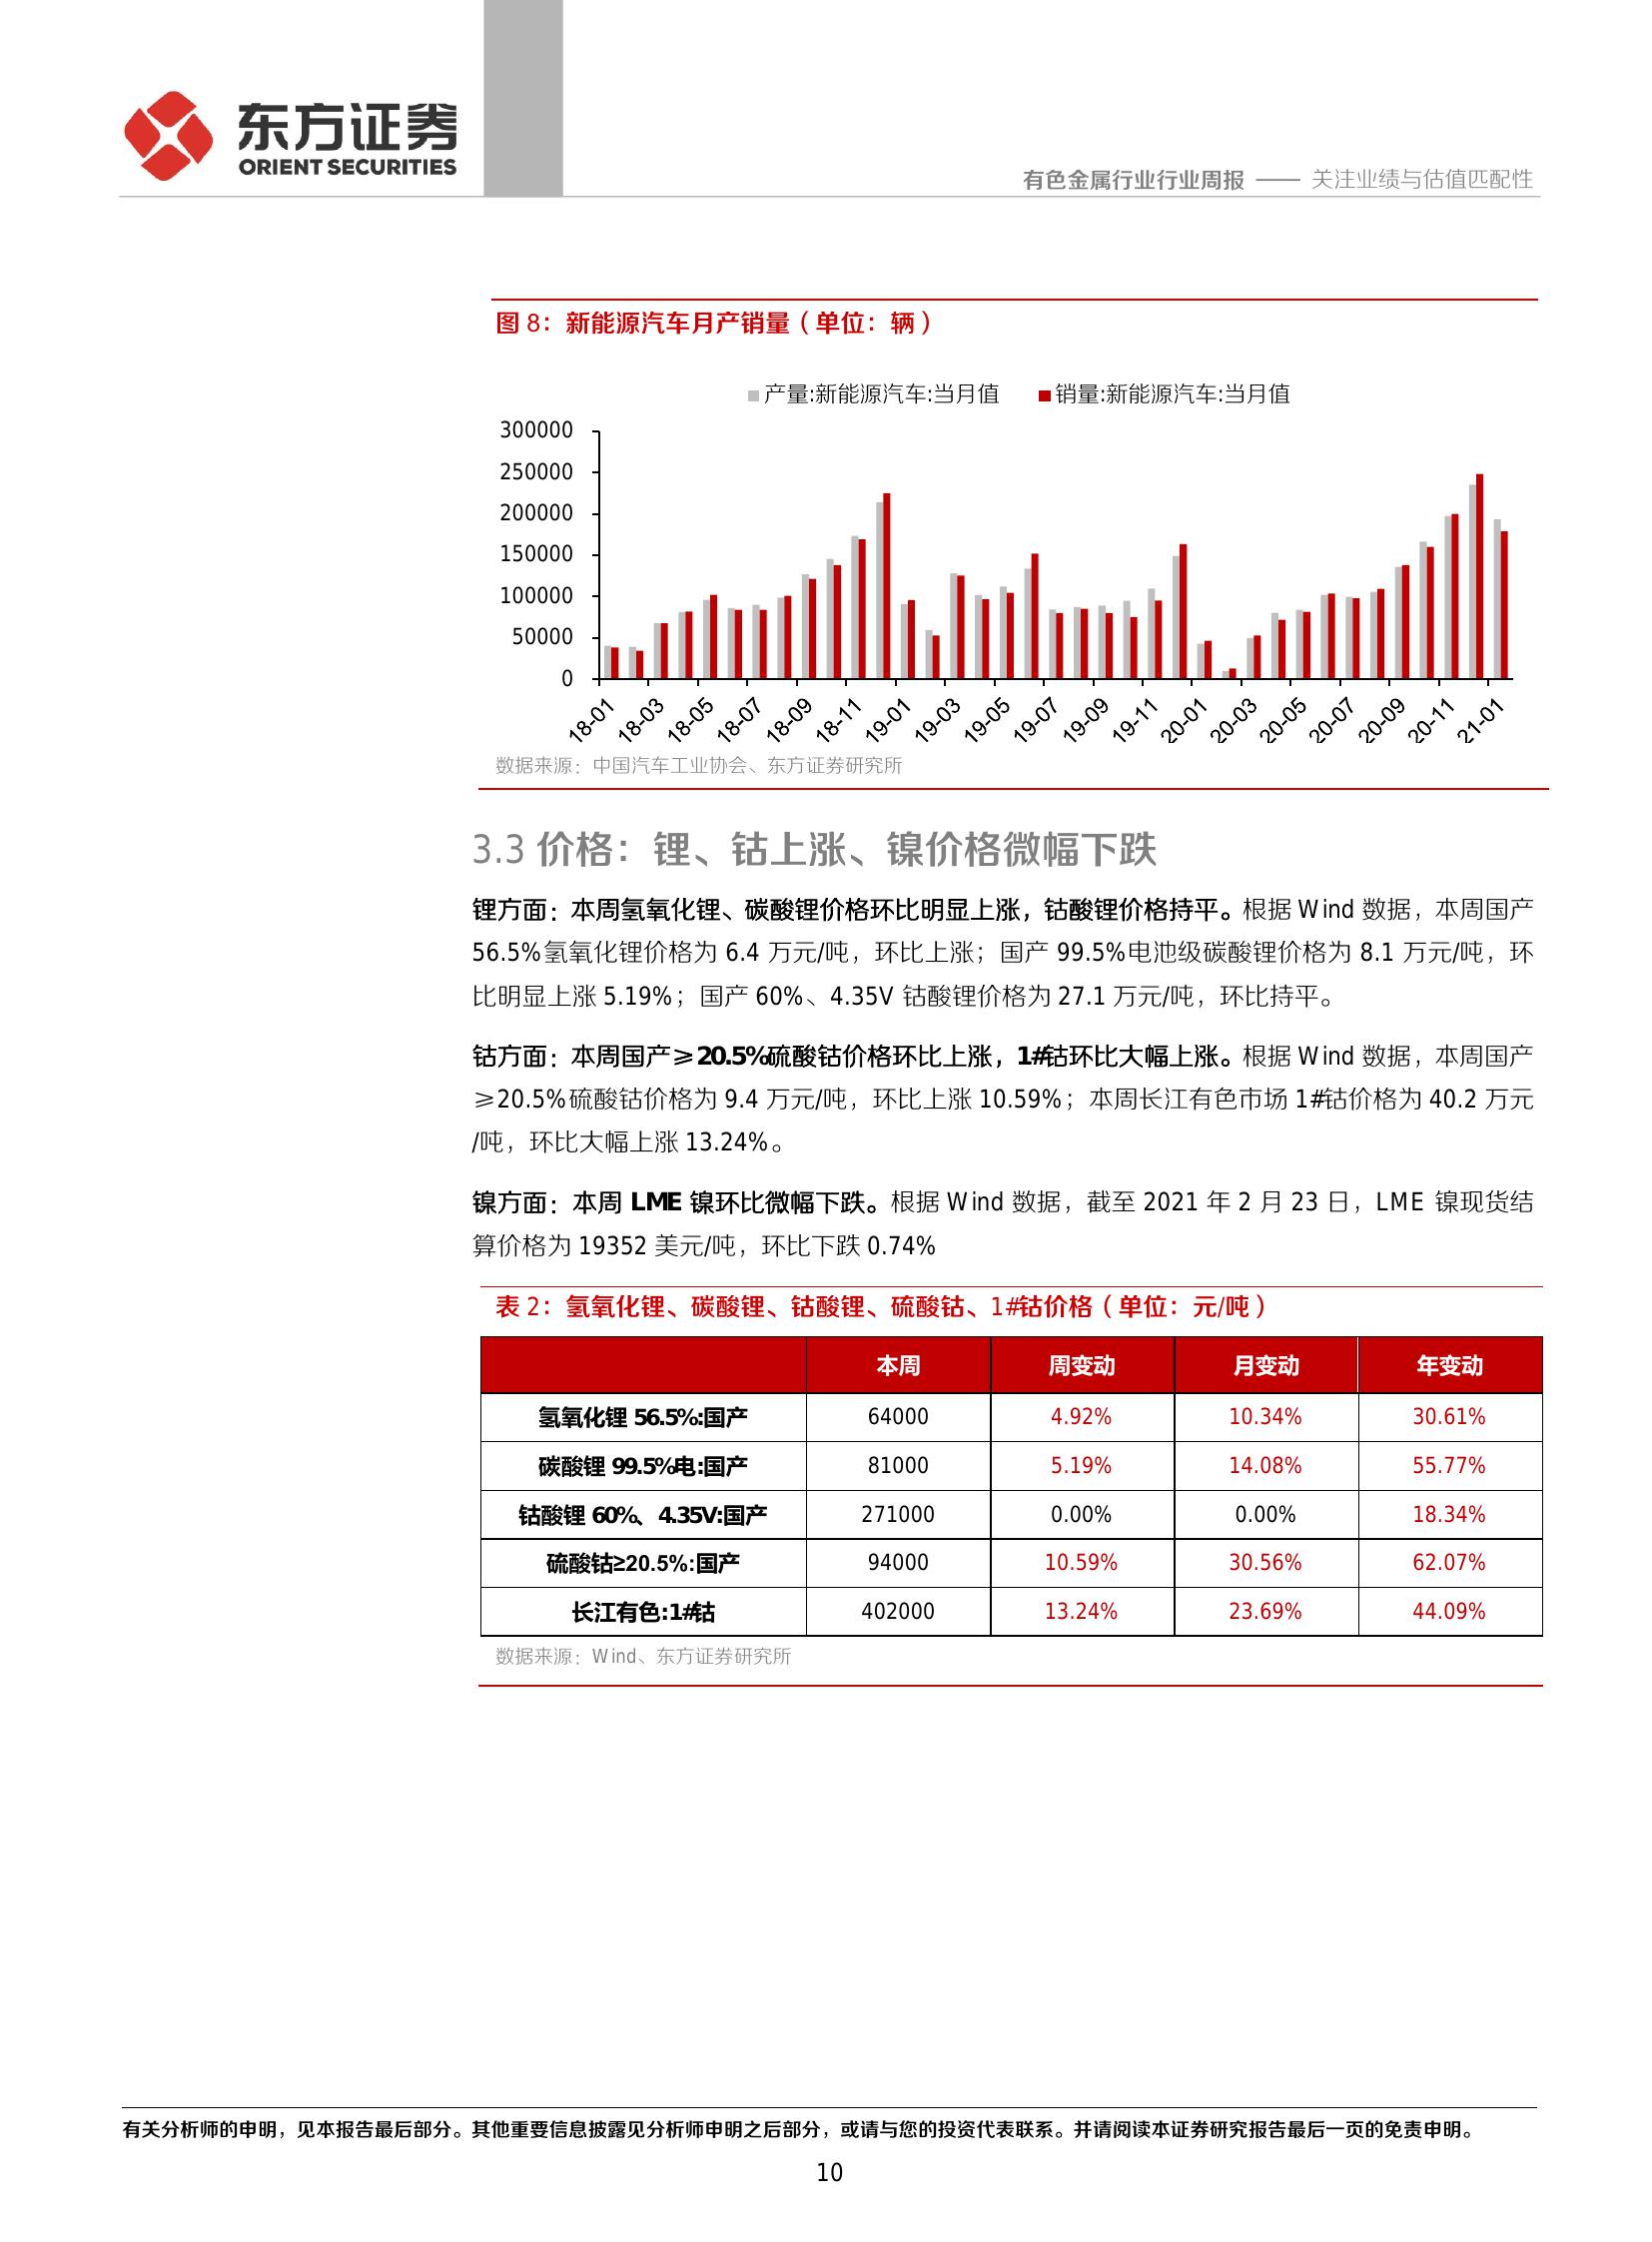 东方证券
ORIENT SECURITIES
有色金属行业行业周报 —— 关注业绩与估值匹配性
图 8：新能源汽车月产销量（单位：辆）
产量:新能源汽车:当月值 销量:新能源汽车:当月值
300000
250000
200000
150000
100000
50000
0
18-01 18-03 18-05 18-07 18-09 18-11 19-01 19-03 19-05 19-07 19-09 19-11 20-01 20-03 20-05 20-07 20-09 20-11 21-01
数据来源：中国汽车工业协会、东方证券研究所
3.3 价格：锂、钴上涨、镍价格微幅下跌
锂方面：本周氢氧化锂、碳酸锂价格环比明显上涨，钴酸锂价格持平。根据 Wind 数据，本周国产
56.5%氢氧化锂价格为 6.4 万元/吨，环比上涨；国产 99.5%电池级碳酸锂价格为 8.1 万元/吨，环
比明显上涨 5.19%；国产 60%、4.35V 钴酸锂价格为 27.1 万元/吨，环比持平。
钴方面：本周国产≥20.5%硫酸钴价格环比上涨，1#钴环比大幅上涨。根据 Wind 数据，本周国产
≥20.5%硫酸钴价格为 9.4 万元/吨，环比上涨 10.59%；本周长江有色市场 1#钴价格为 40.2 万元
/吨，环比大幅上涨 13.24%。
镍方面：本周 LME 镍环比微幅下跌。根据 Wind 数据，截至 2021 年 2 月 23 日，LME 镍现货结
算价格为 19352 美元/吨，环比下跌 0.74%
表 2：氢氧化锂、碳酸锂、钴酸锂、硫酸钴、1#钴价格（单位：元/吨）
本周 周变动 月变动 年变动
氢氧化锂 56.5%:国产 64000 4.92% 10.34% 30.61%
碳酸锂 99.5%电:国产 81000 5.19% 14.08% 55.77%
钴酸锂 60%、4.35V:国产 271000 0.00% 0.00% 18.34%
硫酸钴≥20.5%:国产 94000 10.59% 30.56% 62.07%
长江有色:1#钴 402000 13.24% 23.69% 44.09%
数据来源：Wind、东方证券研究所
有关分析师的申明，见本报告最后部分。其他重要信息披露见分析师申明之后部分，或请与您的投资代表联系。并请阅读本证券研究报告最后一页的免责申明。
10